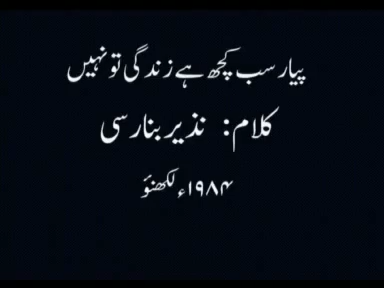 پیار سب کچھ ہے زندگی تو نہیں
کلام: نذیر بنارسی
۱۹۸۴ء لکھنؤ